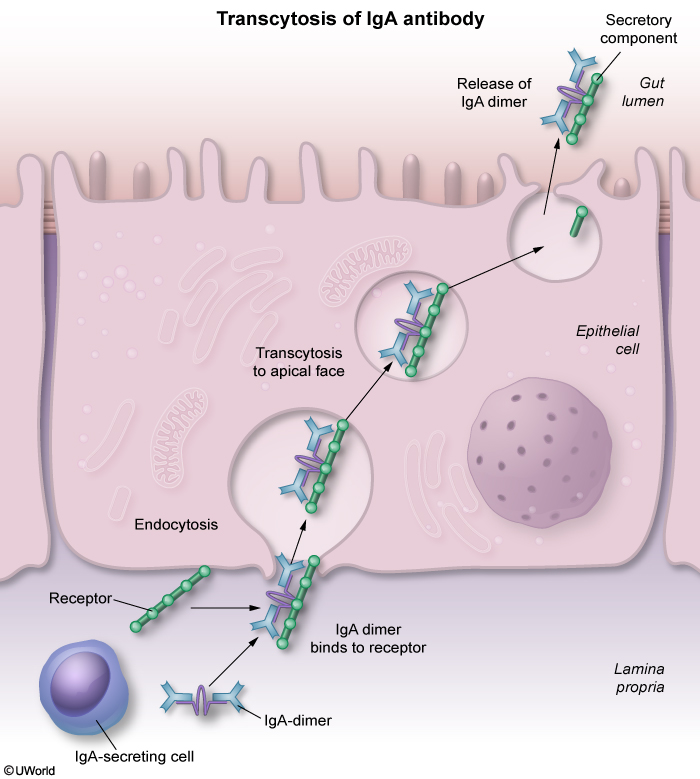 Transcytosis of IgA antibody
Secretory
component
Release of
IgA dimer
Gut
lumen
Epithelial
cell
Transcytosis
to apical face
Endocytosis
Receptor
IgA dimer
binds to receptor
Lamina
propria
IgA-dimer
IgA-secreting cell
©UWorld